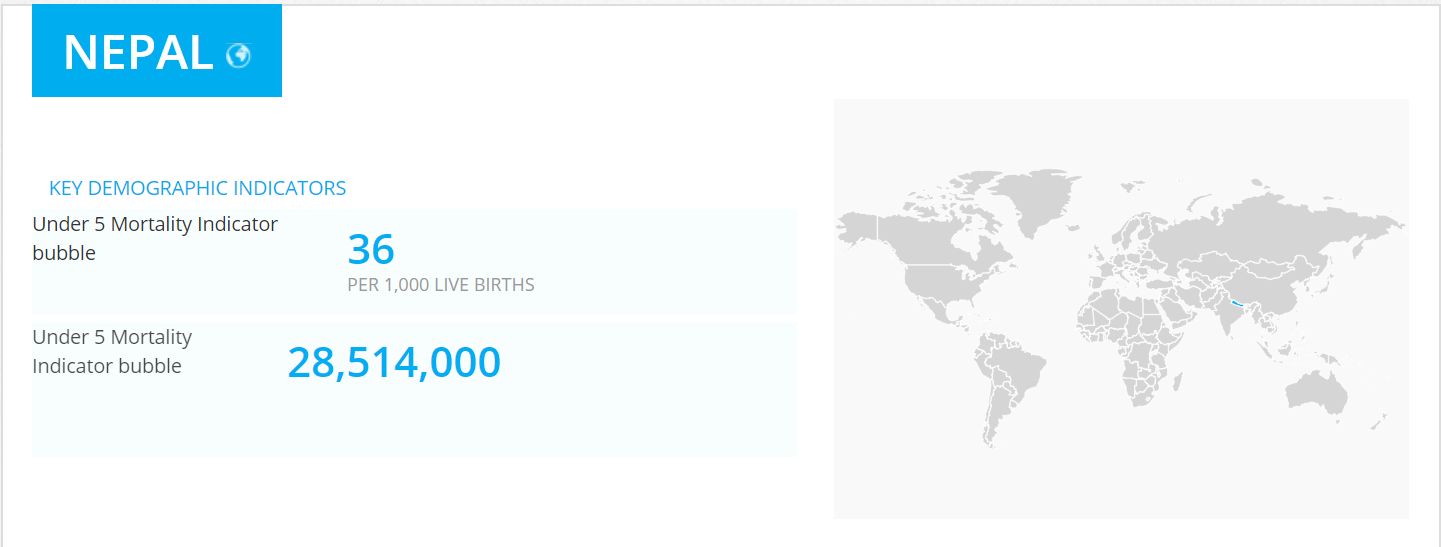 NEPAL
KEY DEMOGRAPHIC INDICATORS
Under 5 Mortality Indicator
bubble
36
PER 1,000 LIVE BIRTHS
Under 5 Mortality
Indicator bubble
28,514,000